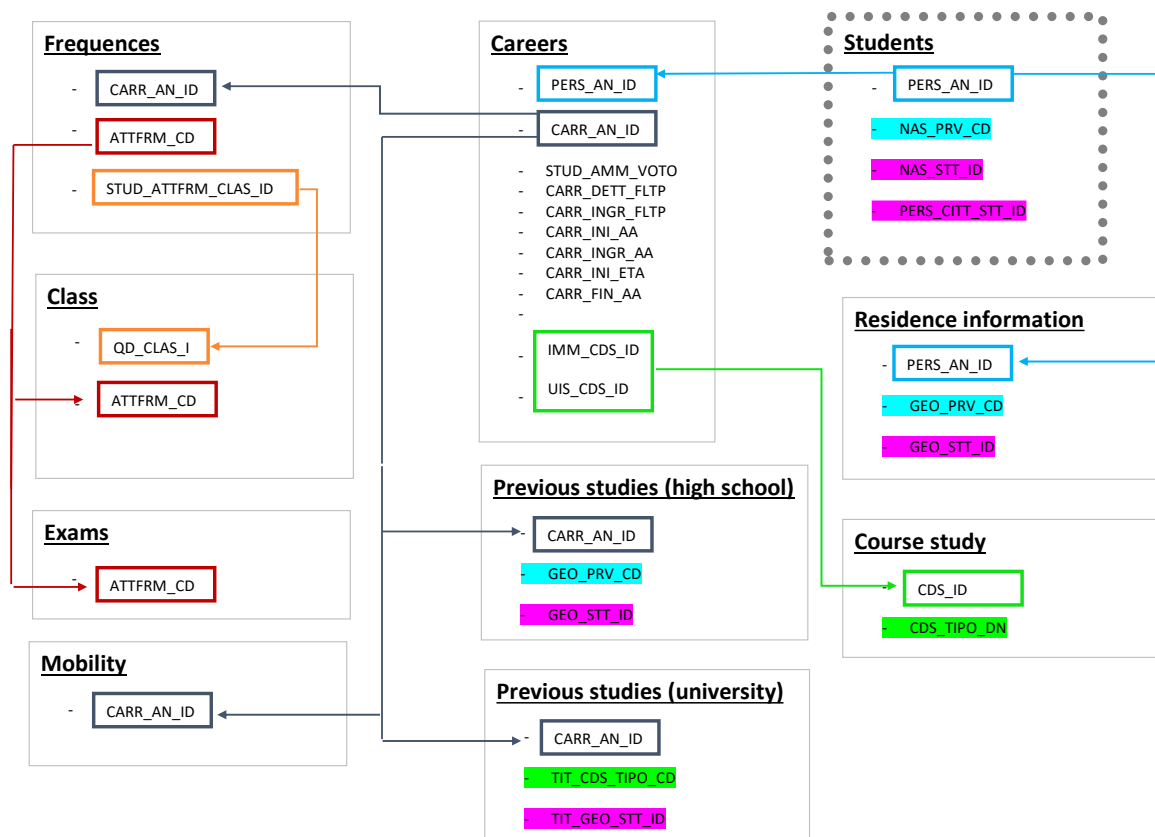 Frequences
- CARR_AN_ID
- ATTFRM_CD
- STUD_ATTFRM_CLAS_ID
Class
- QD_CLAS_I
- ATTFRM_CD
Exams
- ATTFRM_CD
Mobility
- CARR_AN_ID
Careers
- PERS_AN_ID
- CARR_AN_ID
- STUD_AMM_VOTO
- CARR_DETT_FLTP
- CARR_INGR_FLTP
- CARR_INI_AA
- CARR_INGR_AA
- CARR_INI_ETA
- CARR_FIN_AA
-
- IMM_CDS_ID
- UIS_CDS_ID
Previous studies (high school)
- CARR_AN_ID
- GEO_PRV_CD
- GEO_STT_ID
Previous studies (university)
- CARR_AN_ID
- TIT_CDS_TIPO_CD
- TIT_GEO_STT_ID
Students
- PERS_AN_ID
- NAS_PRV_CD
- NAS_STT_ID
- PERS_CITT_STT_ID
Residence information
- PERS_AN_ID
- GEO_PRV_CD
- GEO_STT_ID
Course study
- CDS_ID
- CDS_TIPO_DN